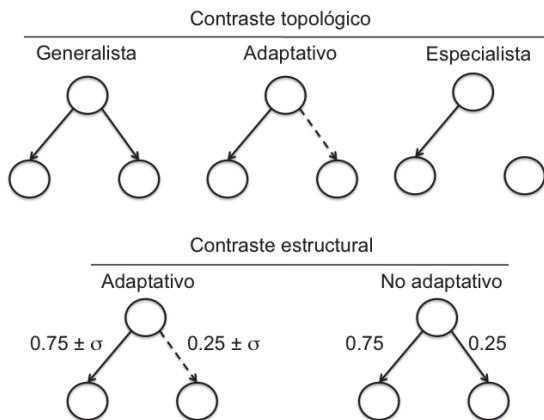 Contraste topológico
Generalista Adaptativo Especialista
Contraste estructural
Adaptativo No adaptativo
0.75 ± σ 0.25 ± σ 0.75 0.25